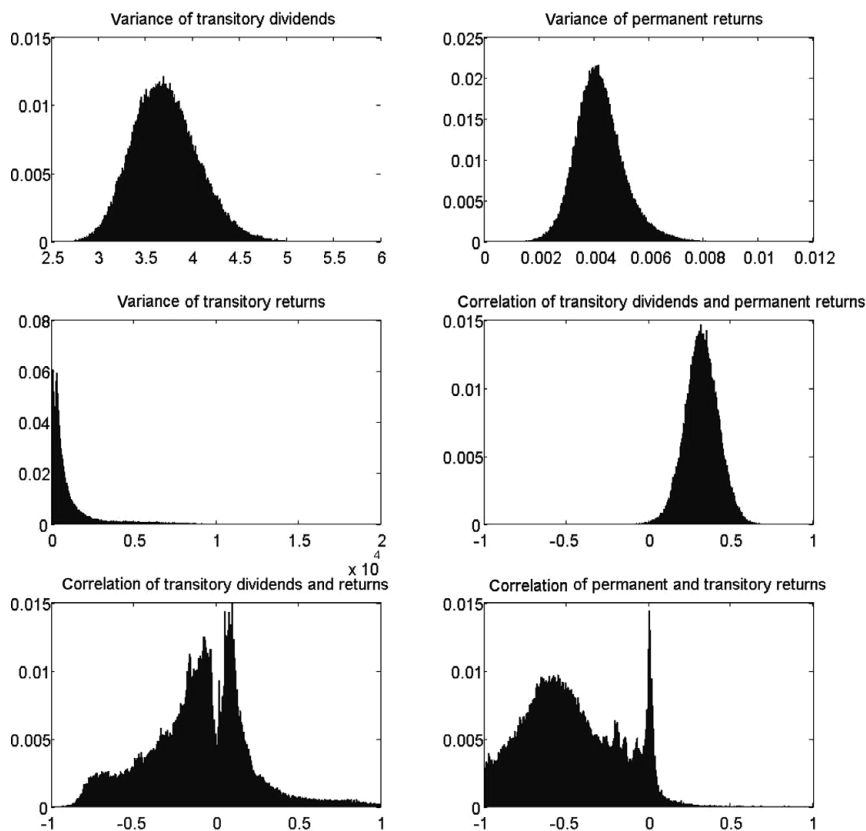 Variance of transitory dividends
0.015
0.01
0.005
0
2.5 3 3.5 4 4.5 5 5.5 6
Variance of permanent returns
0.025
0.02
0.015
0.01
0.005
0
0 0.002 0.004 0.006 0.008 0.01 0.012
Variance of transitory returns
0.08
0.06
0.04
0.02
0
0 0.5 1 1.5 2
x 10^4
Correlation of transitory dividends and permanent returns
0.015
0.01
0.005
0
-1 -0.5 0 0.5 1
Correlation of transitory dividends and returns
0.015
0.01
0.005
0
-1 -0.5 0 0.5 1
Correlation of permanent and transitory returns
0.015
0.01
0.005
0
-1 -0.5 0 0.5 1